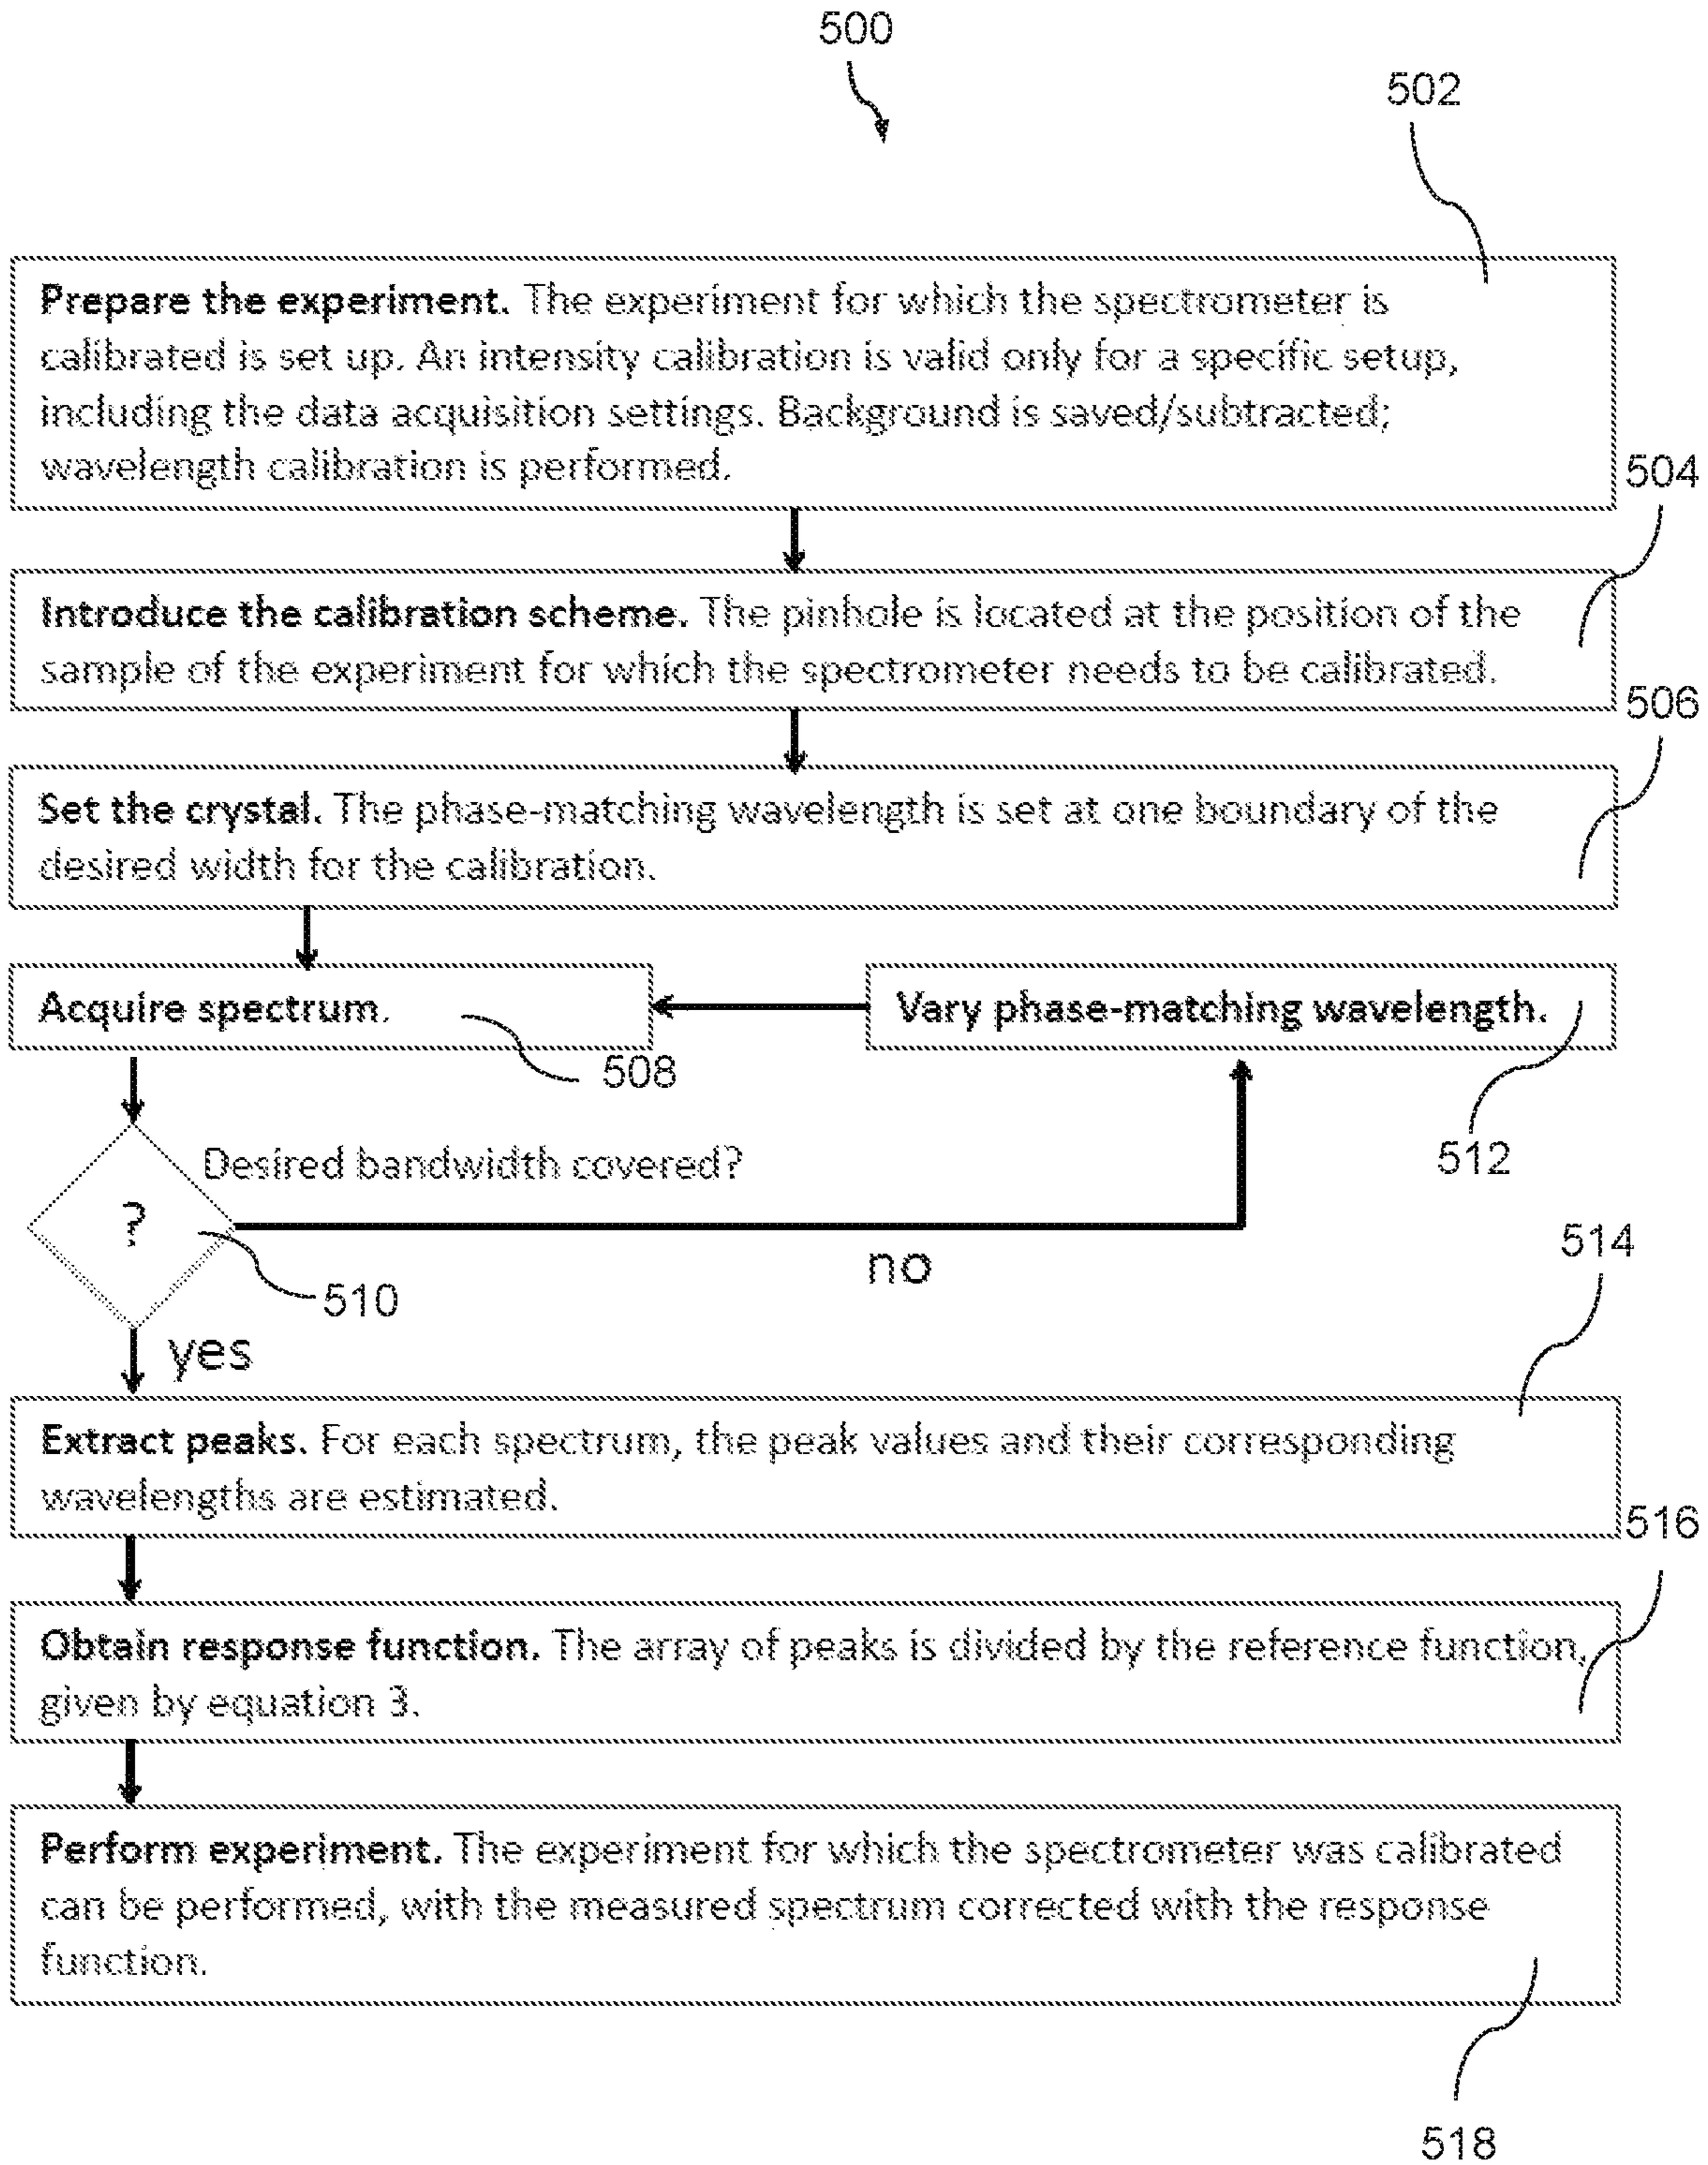 500
502
Prepare the experiment. The experiment for which the spectrometer is
calibrated is set up. An intensity calibration is valid only for a specific setup,
including the data acquisition settings. Background is saved/subtracted;
wavelength calibration is performed.
504
Introduce the calibration scheme. The pinhole is located at the position of the
sample of the experiment for which the spectrometer needs to be calibrated.
506
Set the crystal. The phase-matching wavelength is set at one boundary of the
desired width for the calibration.
Acquire spectrum.
Vary phase-matching wavelength.
508
512
Desired bandwidth covered?
?
510
no
514
yes
Extract peaks. For each spectrum, the peak values and their corresponding
wavelengths are estimated.
516
Obtain response function. The array of peaks is divided by the reference function,
given by equation 3.
Perform experiment. The experiment for which the spectrometer was calibrated
can be performed, with the measured spectrum corrected with the response
function.
518